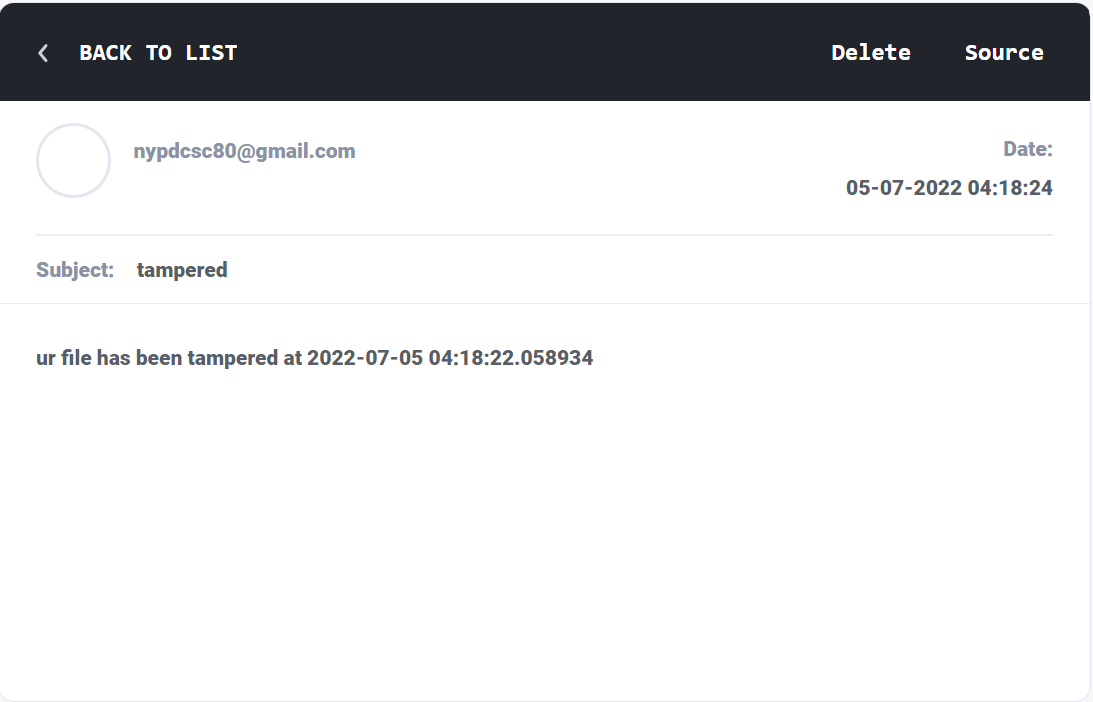 BACK TO LIST
Delete
Source
nypdcsc80@gmail.com
Date:
05-07-2022 04:18:24
Subject: tampered
ur file has been tampered at 2022-07-05 04:18:22.058934